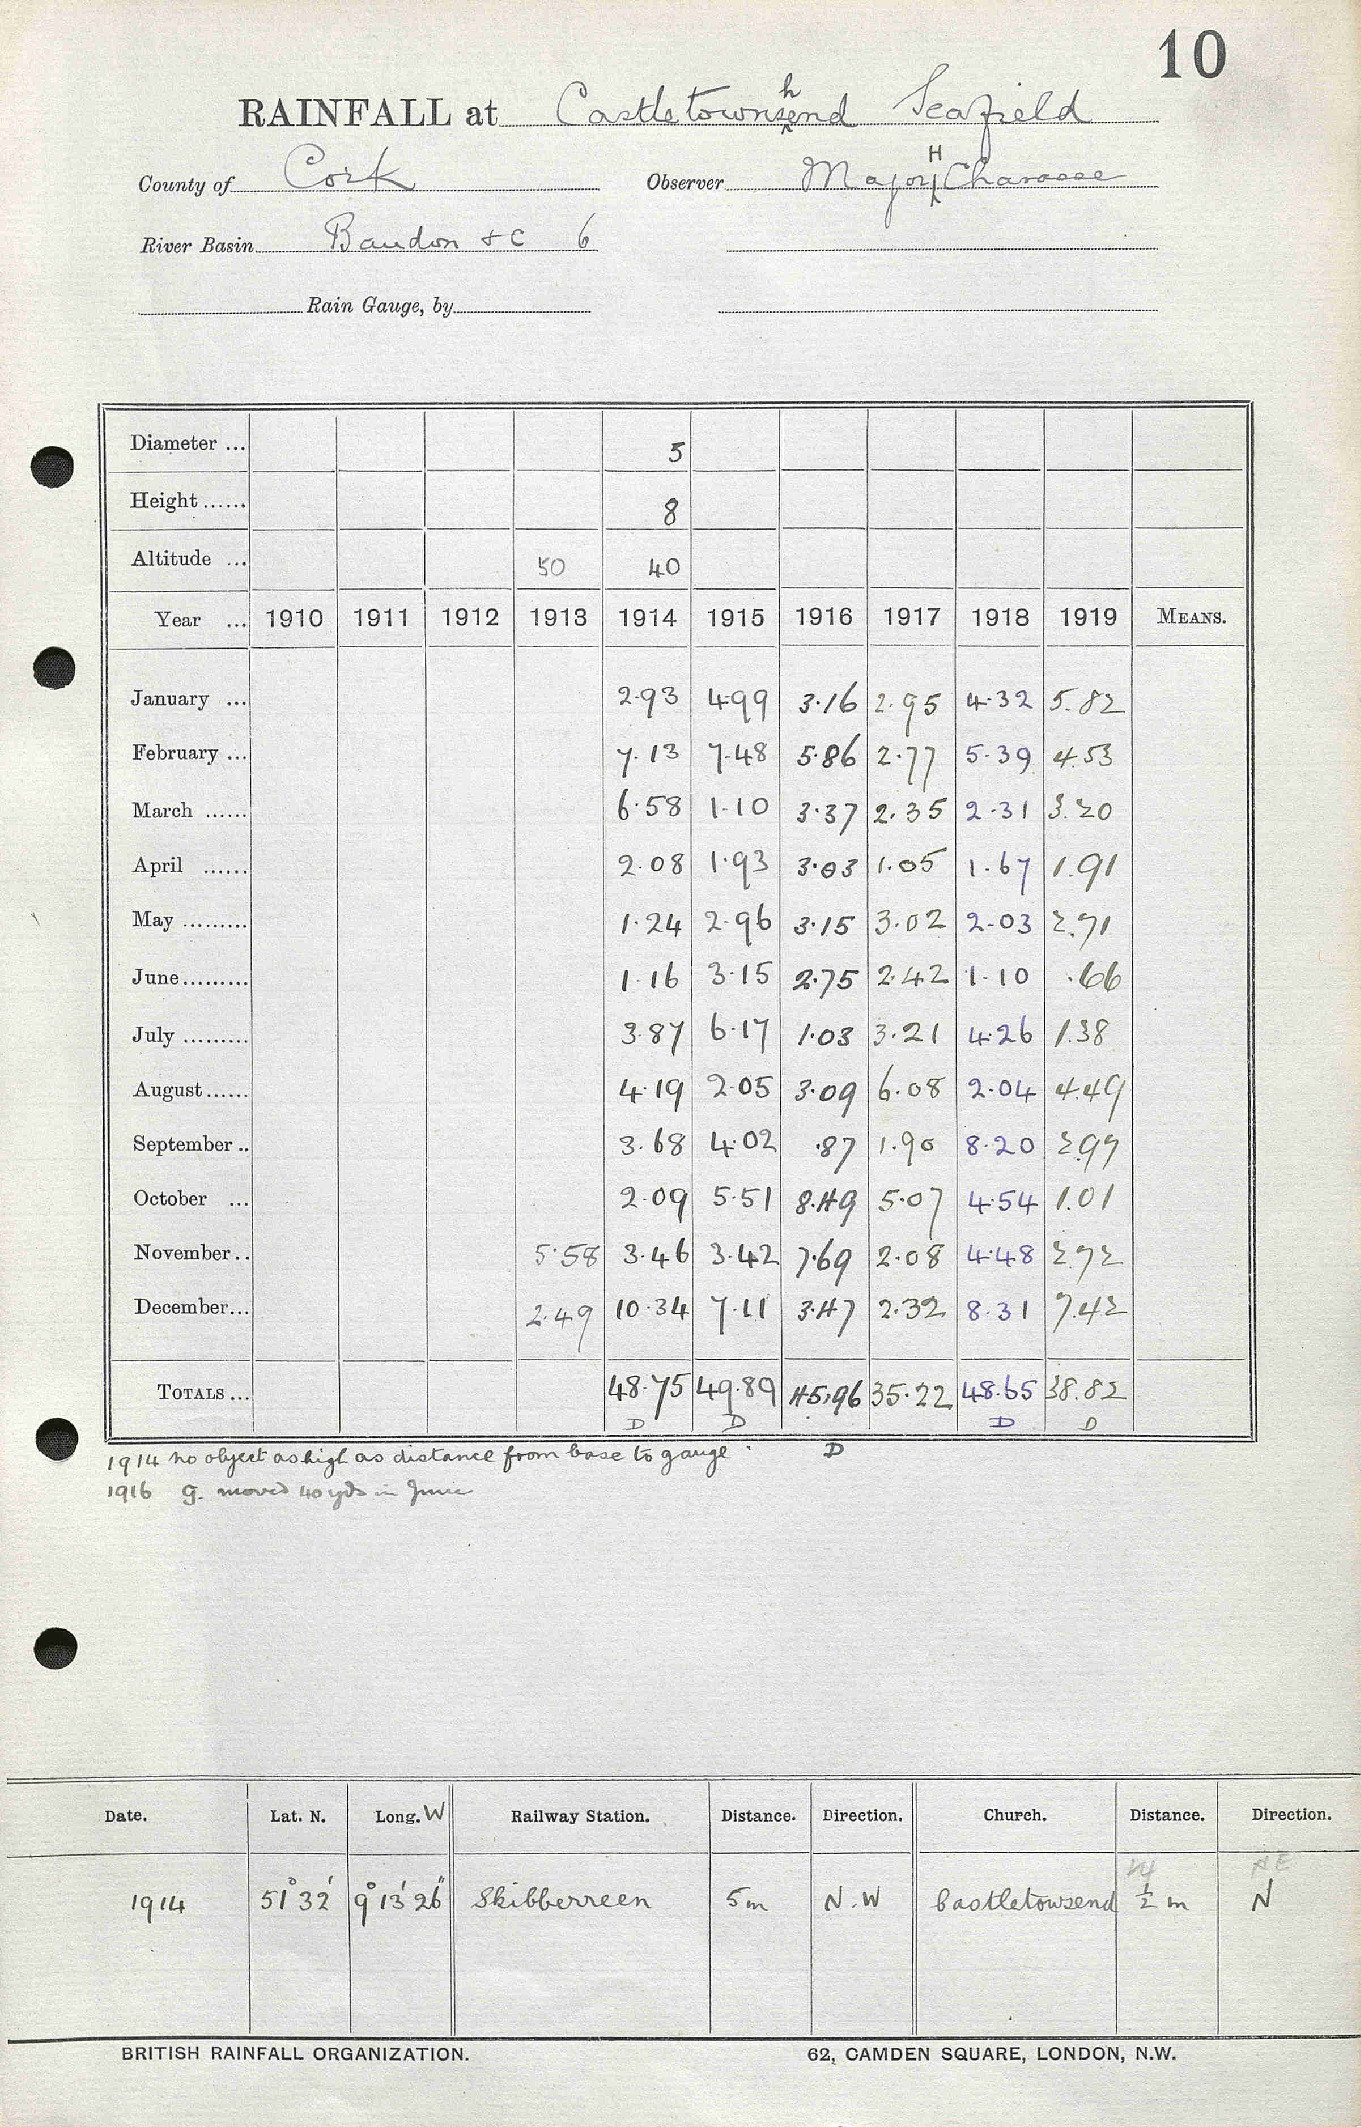 10
RAINFALL at Castletownshend Seafield
County of Cork Observer Major H Chavasse
River Basin Bandon & C 6
Rain Gauge, by
Diameter ... 5
Height ...... 8
Altitude ... 50 40
Year ... 1910 1911 1912 1913 1914 1915 1916 1917 1918 1919 MEANS.
January ... 2.93 4.99 3.16 2.95 4.32 5.82
February ... 7.13 7.48 5.86 2.77 5.39 4.53
March ...... 6.58 1.10 3.37 2.35 2.31 3.20
April ...... 2.08 1.93 3.03 1.05 1.67 1.91
May ......... 1.24 2.96 3.15 3.02 2.03 2.71
June......... 1.16 3.15 2.75 2.42 1.10 .66
July ......... 3.87 6.17 1.03 3.21 4.26 1.38
August...... 4.19 2.05 3.09 6.08 2.04 4.49
September .. 3.68 4.02 .87 1.90 8.20 2.97
October ... 2.09 5.51 8.49 5.07 4.54 1.01
November.. 5.58 3.46 3.42 7.69 2.08 4.48 2.72
December... 2.49 10.34 7.11 3.47 2.32 8.31 7.42
TOTALS ... 48.75 49.89 45.96 35.22 48.65 38.82
D D D D
1914 no object as high as distance from base to gauge. D
1916 g. moved 40 yds in June
Date. Lat. N. Long. W Railway Station. Distance. Direction. Church. Distance. Direction.
NE
1914 51° 32' 9° 13' 26" Skibberreen 5m N.W Castletowsend ½ m N
BRITISH RAINFALL ORGANIZATION. 62, CAMDEN SQUARE, LONDON, N.W.